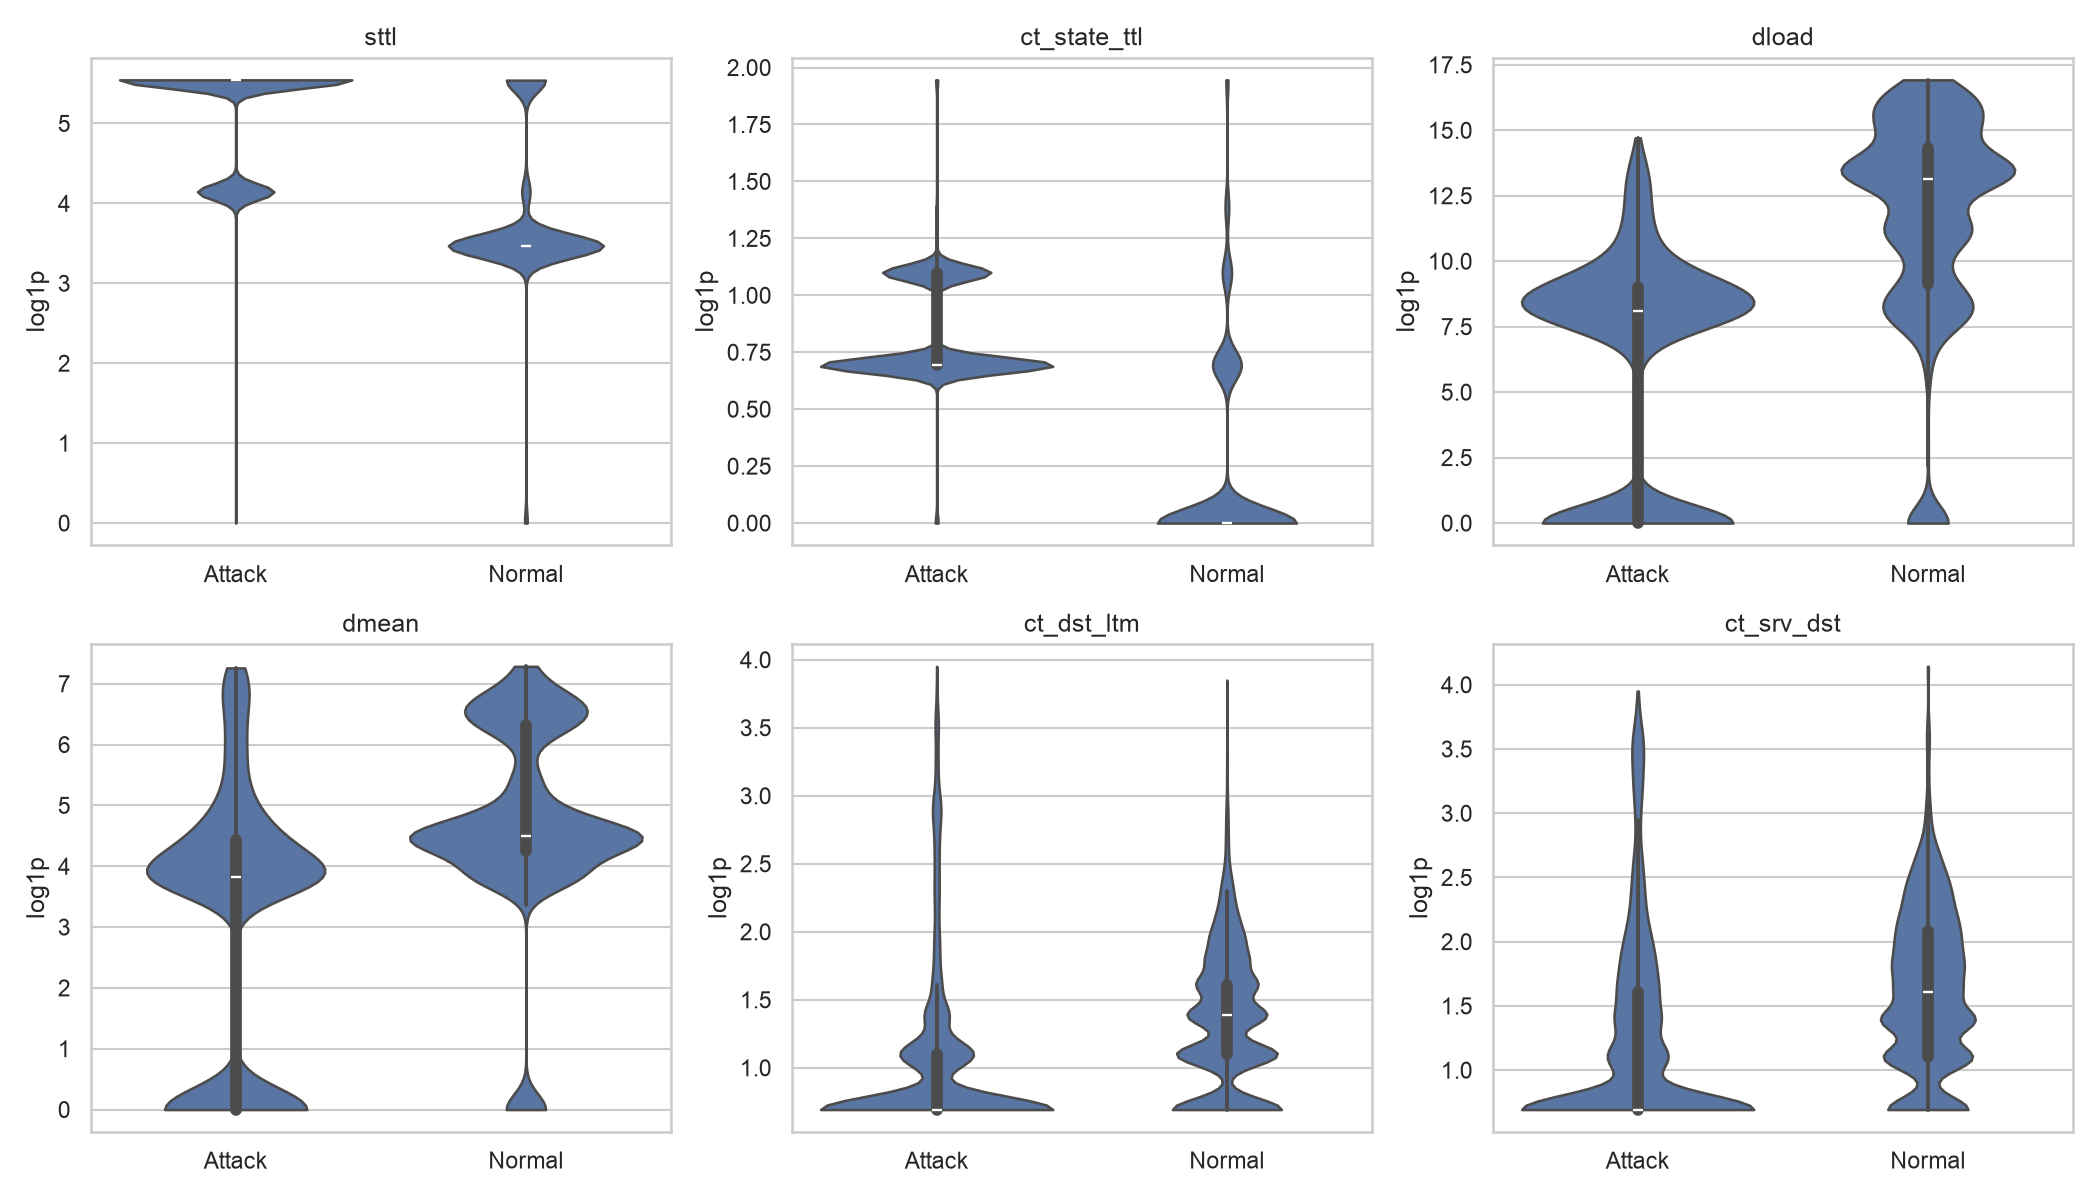 sttl
ct_state_ttl
dload
log1p
5
4
3
2
1
0
Attack
Normal
log1p
2.00
1.75
1.50
1.25
1.00
0.75
0.50
0.25
0.00
Attack
Normal
log1p
17.5
15.0
12.5
10.0
7.5
5.0
2.5
0.0
Attack
Normal
dmean
ct_dst_ltm
ct_srv_dst
log1p
7
6
5
4
3
2
1
0
Attack
Normal
log1p
4.0
3.5
3.0
2.5
2.0
1.5
1.0
Attack
Normal
log1p
4.0
3.5
3.0
2.5
2.0
1.5
1.0
Attack
Normal